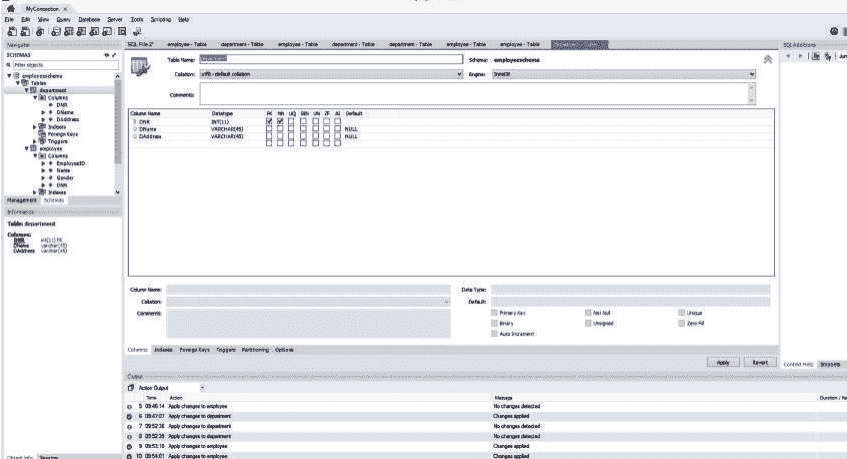 MyConnection ×
File Edit View Query Database Server Tools Scripting Help
Navigator
SCHEMAS
Filter objects
employeeschema
Tables
department
Columns
DNR
DName
DAddress
Indexes
Foreign Keys
Triggers
employee
Columns
EmployeeID
Name
Gender
DNR
Indexes
Management Schemas
Information
Table: department
Columns:
DNR int(11) PK
DName varchar(45)
DAddress varchar(45)
Object Info Session
SQL File 2* employee - Table department - Table employee - Table department - Table department - Table employee - Table employee - Table
Table Name: department Schema: employeeschema
Collation: utf8 - default collation Engine: InnoDB
Comments:
Column Name Datatype PK NN UQ BIN UN ZF AI Default
DNR INT(11)
DName VARCHAR(45) NULL
DAddress VARCHAR(45) NULL
Column Name: Data Type:
Collation: Default:
Comments: Primary Key Not Null Unique
Binary Unsigned Zero Fill
Auto Increment
Columns Indexes Foreign Keys Triggers Partitioning Options
Apply Revert
Output
Action Output
Time Action Message Duration / Fe
5 09:45:14 Apply changes to employee No changes detected
6 09:47:07 Apply changes to department Changes applied
7 09:52:38 Apply changes to department No changes detected
8 09:52:39 Apply changes to department No changes detected
9 09:53:18 Apply changes to employee Changes applied
10 09:54:01 Apply changes to employee Changes applied
SQL Additions
Jum
Context Help Snippets